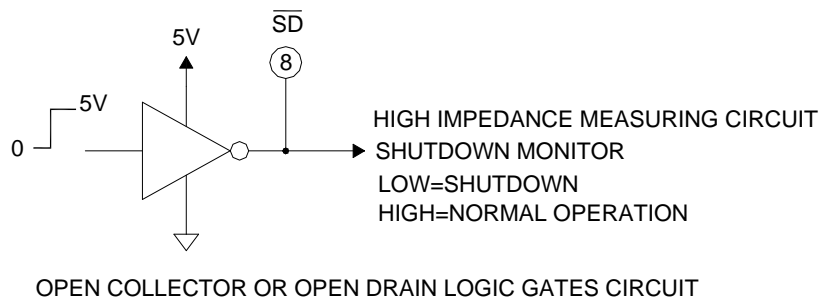 SD
5V
8
5V
0
HIGH IMPEDANCE MEASURING CIRCUIT
SHUTDOWN MONITOR
LOW=SHUTDOWN
HIGH=NORMAL OPERATION
OPEN COLLECTOR OR OPEN DRAIN LOGIC GATES CIRCUIT